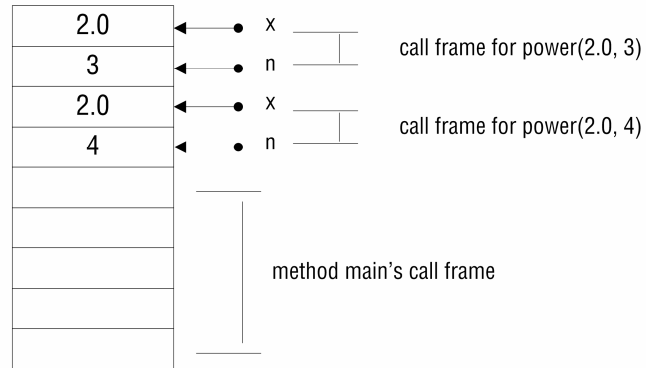 2.0 x
3 n
call frame for power(2.0, 3)
2.0 x
4 n
call frame for power(2.0, 4)
method main's call frame